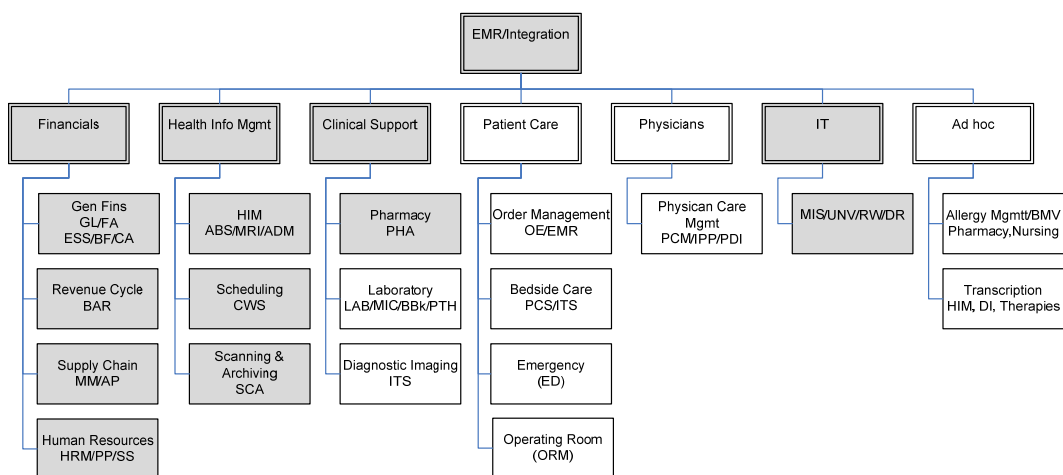 EMR/Integration
Financials
Health Info Mgmt
Clinical Support
Patient Care
Physicians
IT
Ad hoc
Gen Fins
GL/FA
ESS/BF/CA
Revenue Cycle
BAR
Supply Chain
MM/AP
Human Resources
HRM/PP/SS
HIM
ABS/MRI/ADM
Scheduling
CWS
Scanning &
Archiving
SCA
Pharmacy
PHA
Laboratory
LAB/MIC/BBk/PTH
Diagnostic Imaging
ITS
Order Management
OE/EMR
Bedside Care
PCS/ITS
Emergency
(ED)
Operating Room
(ORM)
Physican Care
Mgmt
PCM/IPP/PDI
MIS/UNV/RW/DR
Allergy Mgmtt/BMV
Pharmacy,Nursing
Transcription
HIM, DI, Therapies